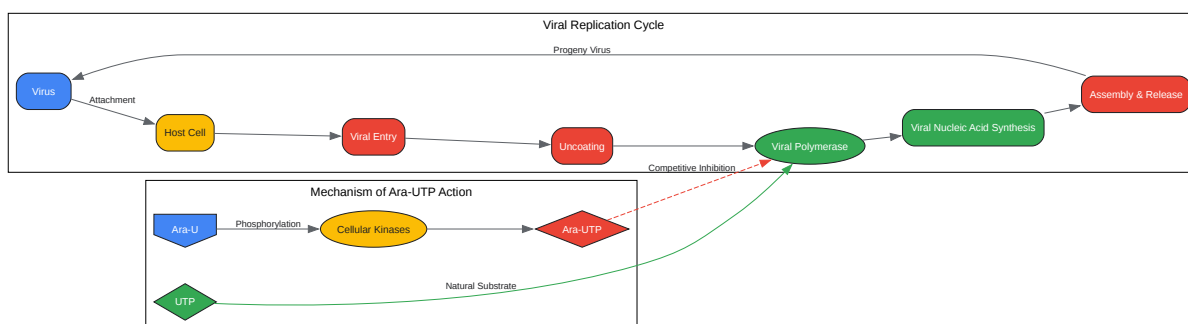 Viral Replication Cycle
Progeny Virus
Virus
Attachment
Host Cell
Viral Entry
Uncoating
Viral Polymerase
Viral Nucleic Acid Synthesis
Assembly & Release
Competitive Inhibition
Mechanism of Ara-UTP Action
Ara-U
Phosphorylation
Cellular Kinases
Ara-UTP
UTP
Natural Substrate